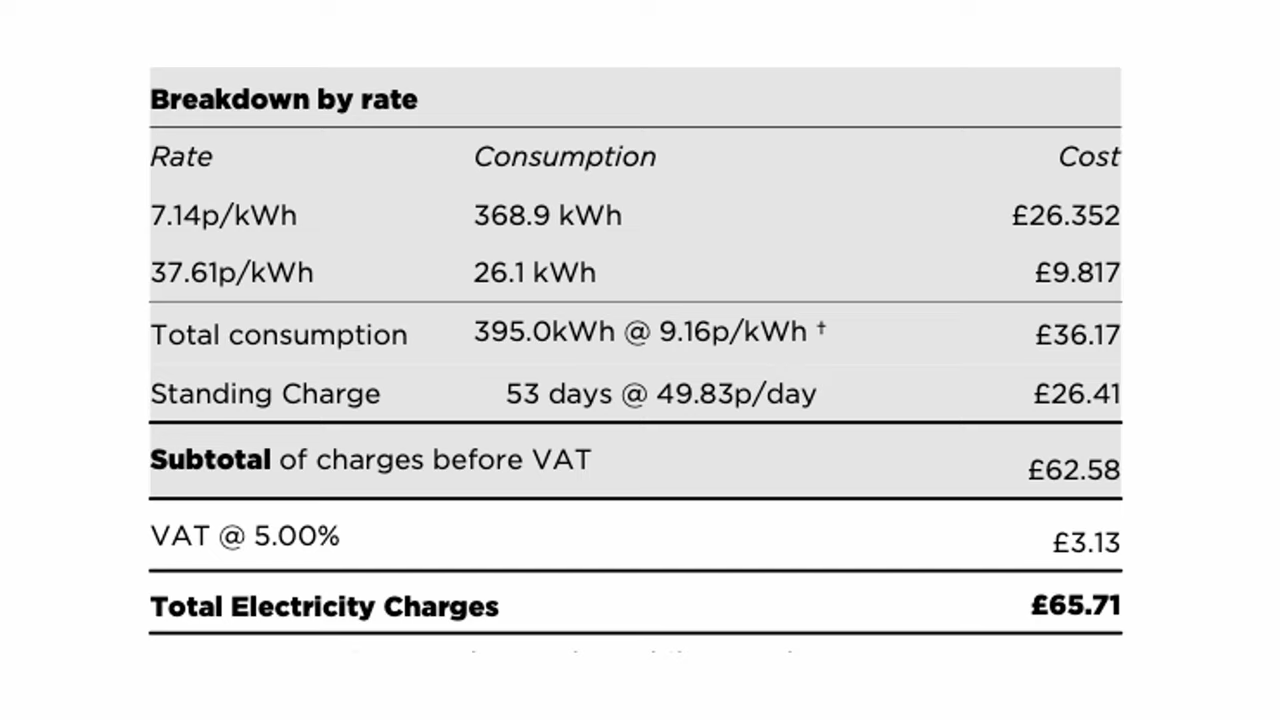 Breakdown by rate
Rate Consumption Cost
7.14p/kWh 368.9 kWh £26.352
37.61p/kWh 26.1 kWh £9.817
Total consumption 395.0kWh @ 9.16p/kWh † £36.17
Standing Charge 53 days @ 49.83p/day £26.41
Subtotal of charges before VAT £62.58
VAT @ 5.00% £3.13
Total Electricity Charges £65.71